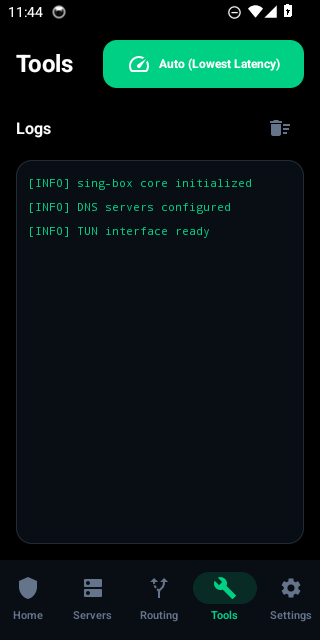 11:44
Tools
Auto (Lowest Latency)
Logs
[INFO] sing-box core initialized
[INFO] DNS servers configured
[INFO] TUN interface ready
Home
Servers
Routing
Tools
Settings